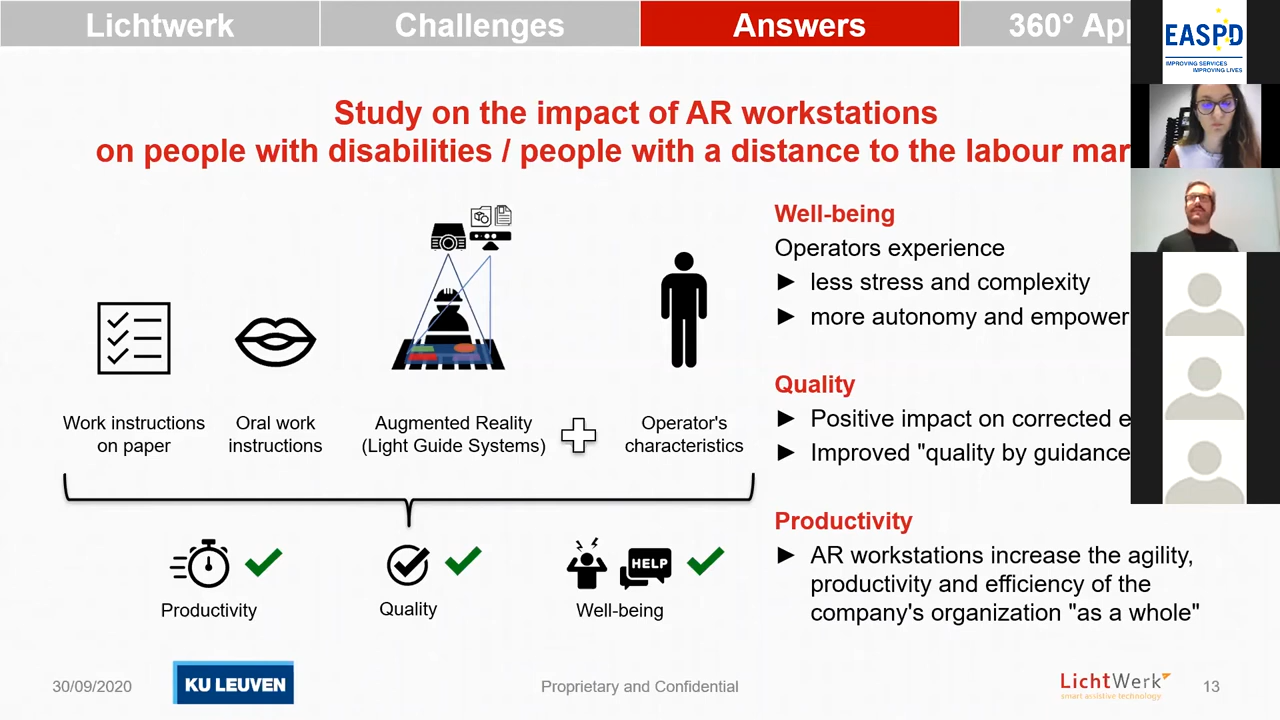 Lichtwerk
Challenges
Answers
360° App
EASPD
IMPROVING SERVICES
IMPROVING LIVES
Study on the impact of AR workstations
on people with disabilities / people with a distance to the labour mar
Work instructions
on paper
Oral work
instructions
Augmented Reality
(Light Guide Systems)
Operator's
characteristics
HELP
Productivity
Quality
Well-being
Well-being
Operators experience
► less stress and complexity
► more autonomy and empower
Quality
► Positive impact on corrected e
► Improved "quality by guidance
Productivity
► AR workstations increase the agility,
productivity and efficiency of the
company's organization "as a whole"
30/09/2020
KU LEUVEN
Proprietary and Confidential
LichtWerk
smart assistive technology
13